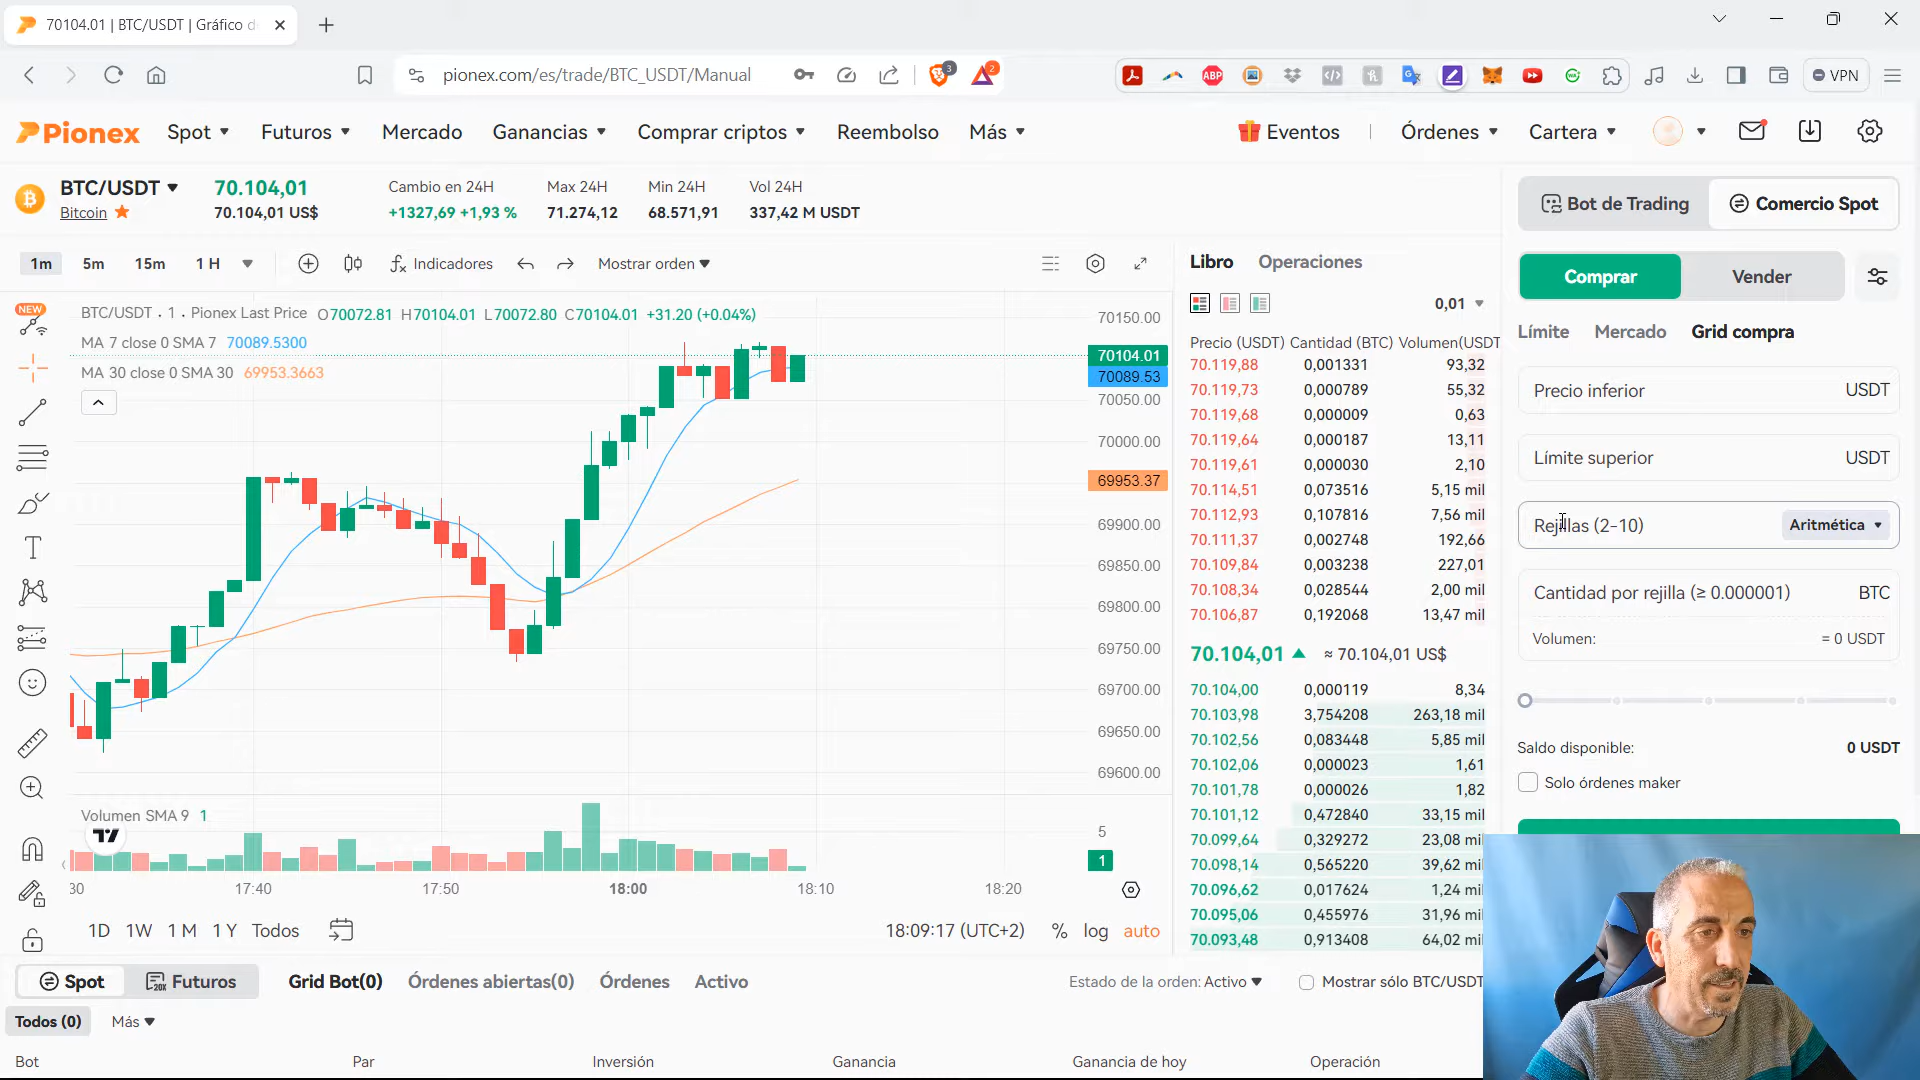 70104.01 | BTC/USDT | Gráfico d
pionex.com/es/trade/BTC_USDT/Manual
3
2
ABP
VPN
Pionex
Spot
Futuros
Mercado
Ganancias
Comprar criptos
Reembolso
Más
Eventos
Órdenes
Cartera
BTC/USDT
Bitcoin
70.104,01
70.104,01 US$
Cambio en 24H
+1327,69 +1,93 %
Max 24H
71.274,12
Min 24H
68.571,91
Vol 24H
337,42 M USDT
Bot de Trading
Comercio Spot
1m
5m
15m
1 H
Indicadores
Mostrar orden
Libro
Operaciones
Comprar
Vender
NEW
BTC/USDT · 1 · Pionex Last Price O70072.81 H70104.01 L70072.80 C70104.01 +31.20 (+0.04%)
MA 7 close 0 SMA 7 70089.5300
MA 30 close 0 SMA 30 69953.3663
70150.00
70104.01
70089.53
70050.00
70000.00
69953.37
69900.00
69850.00
69800.00
69750.00
69700.00
69650.00
69600.00
Volumen SMA 9 1
5
1
30
17:40
17:50
18:00
18:10
18:20
1D
1W
1 M
1 Y
Todos
18:09:17 (UTC+2)
%
log
auto
0,01
Precio (USDT) Cantidad (BTC) Volumen(USDT
70.119,88 0,001331 93,32
70.119,73 0,000789 55,32
70.119,68 0,000009 0,63
70.119,64 0,000187 13,11
70.119,61 0,000030 2,10
70.114,51 0,073516 5,15 mil
70.112,93 0,107816 7,56 mil
70.111,37 0,002748 192,66
70.109,84 0,003238 227,01
70.108,34 0,028544 2,00 mil
70.106,87 0,192068 13,47 mil
70.104,01 ≈ 70.104,01 US$
70.104,00 0,000119 8,34
70.103,98 3,754208 263,18 mil
70.102,56 0,083448 5,85 mil
70.102,06 0,000023 1,61
70.101,78 0,000026 1,82
70.101,12 0,472840 33,15 mil
70.099,64 0,329272 23,08 mil
70.098,14 0,565220 39,62 mil
70.096,62 0,017624 1,24 mil
70.095,06 0,455976 31,96 mil
70.093,48 0,913408 64,02 mil
Límite
Mercado
Grid compra
Precio inferior USDT
Límite superior USDT
Rejillas (2-10) Aritmética
Cantidad por rejilla (≥ 0.000001) BTC
Volumen: = 0 USDT
Saldo disponible: 0 USDT
Solo órdenes maker
Spot
20X
Futuros
Grid Bot(0)
Órdenes abiertas(0)
Órdenes
Activo
Estado de la orden: Activo
Mostrar sólo BTC/USDT
Todos (0)
Más
Bot
Par
Inversión
Ganancia
Ganancia de hoy
Operación